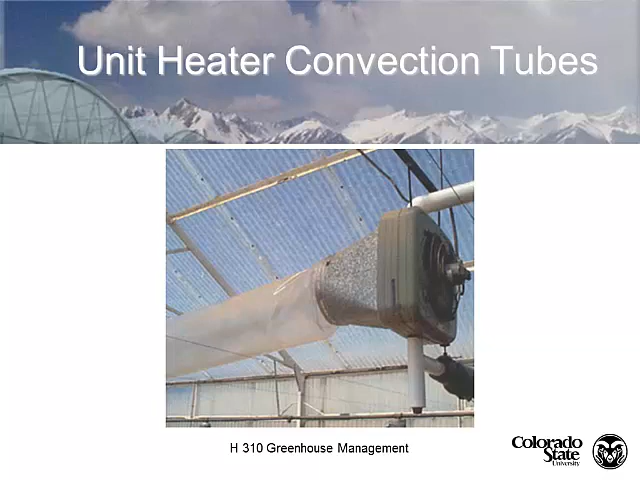 Unit Heater Convection Tubes
H 310 Greenhouse Management
Colorado
State
University